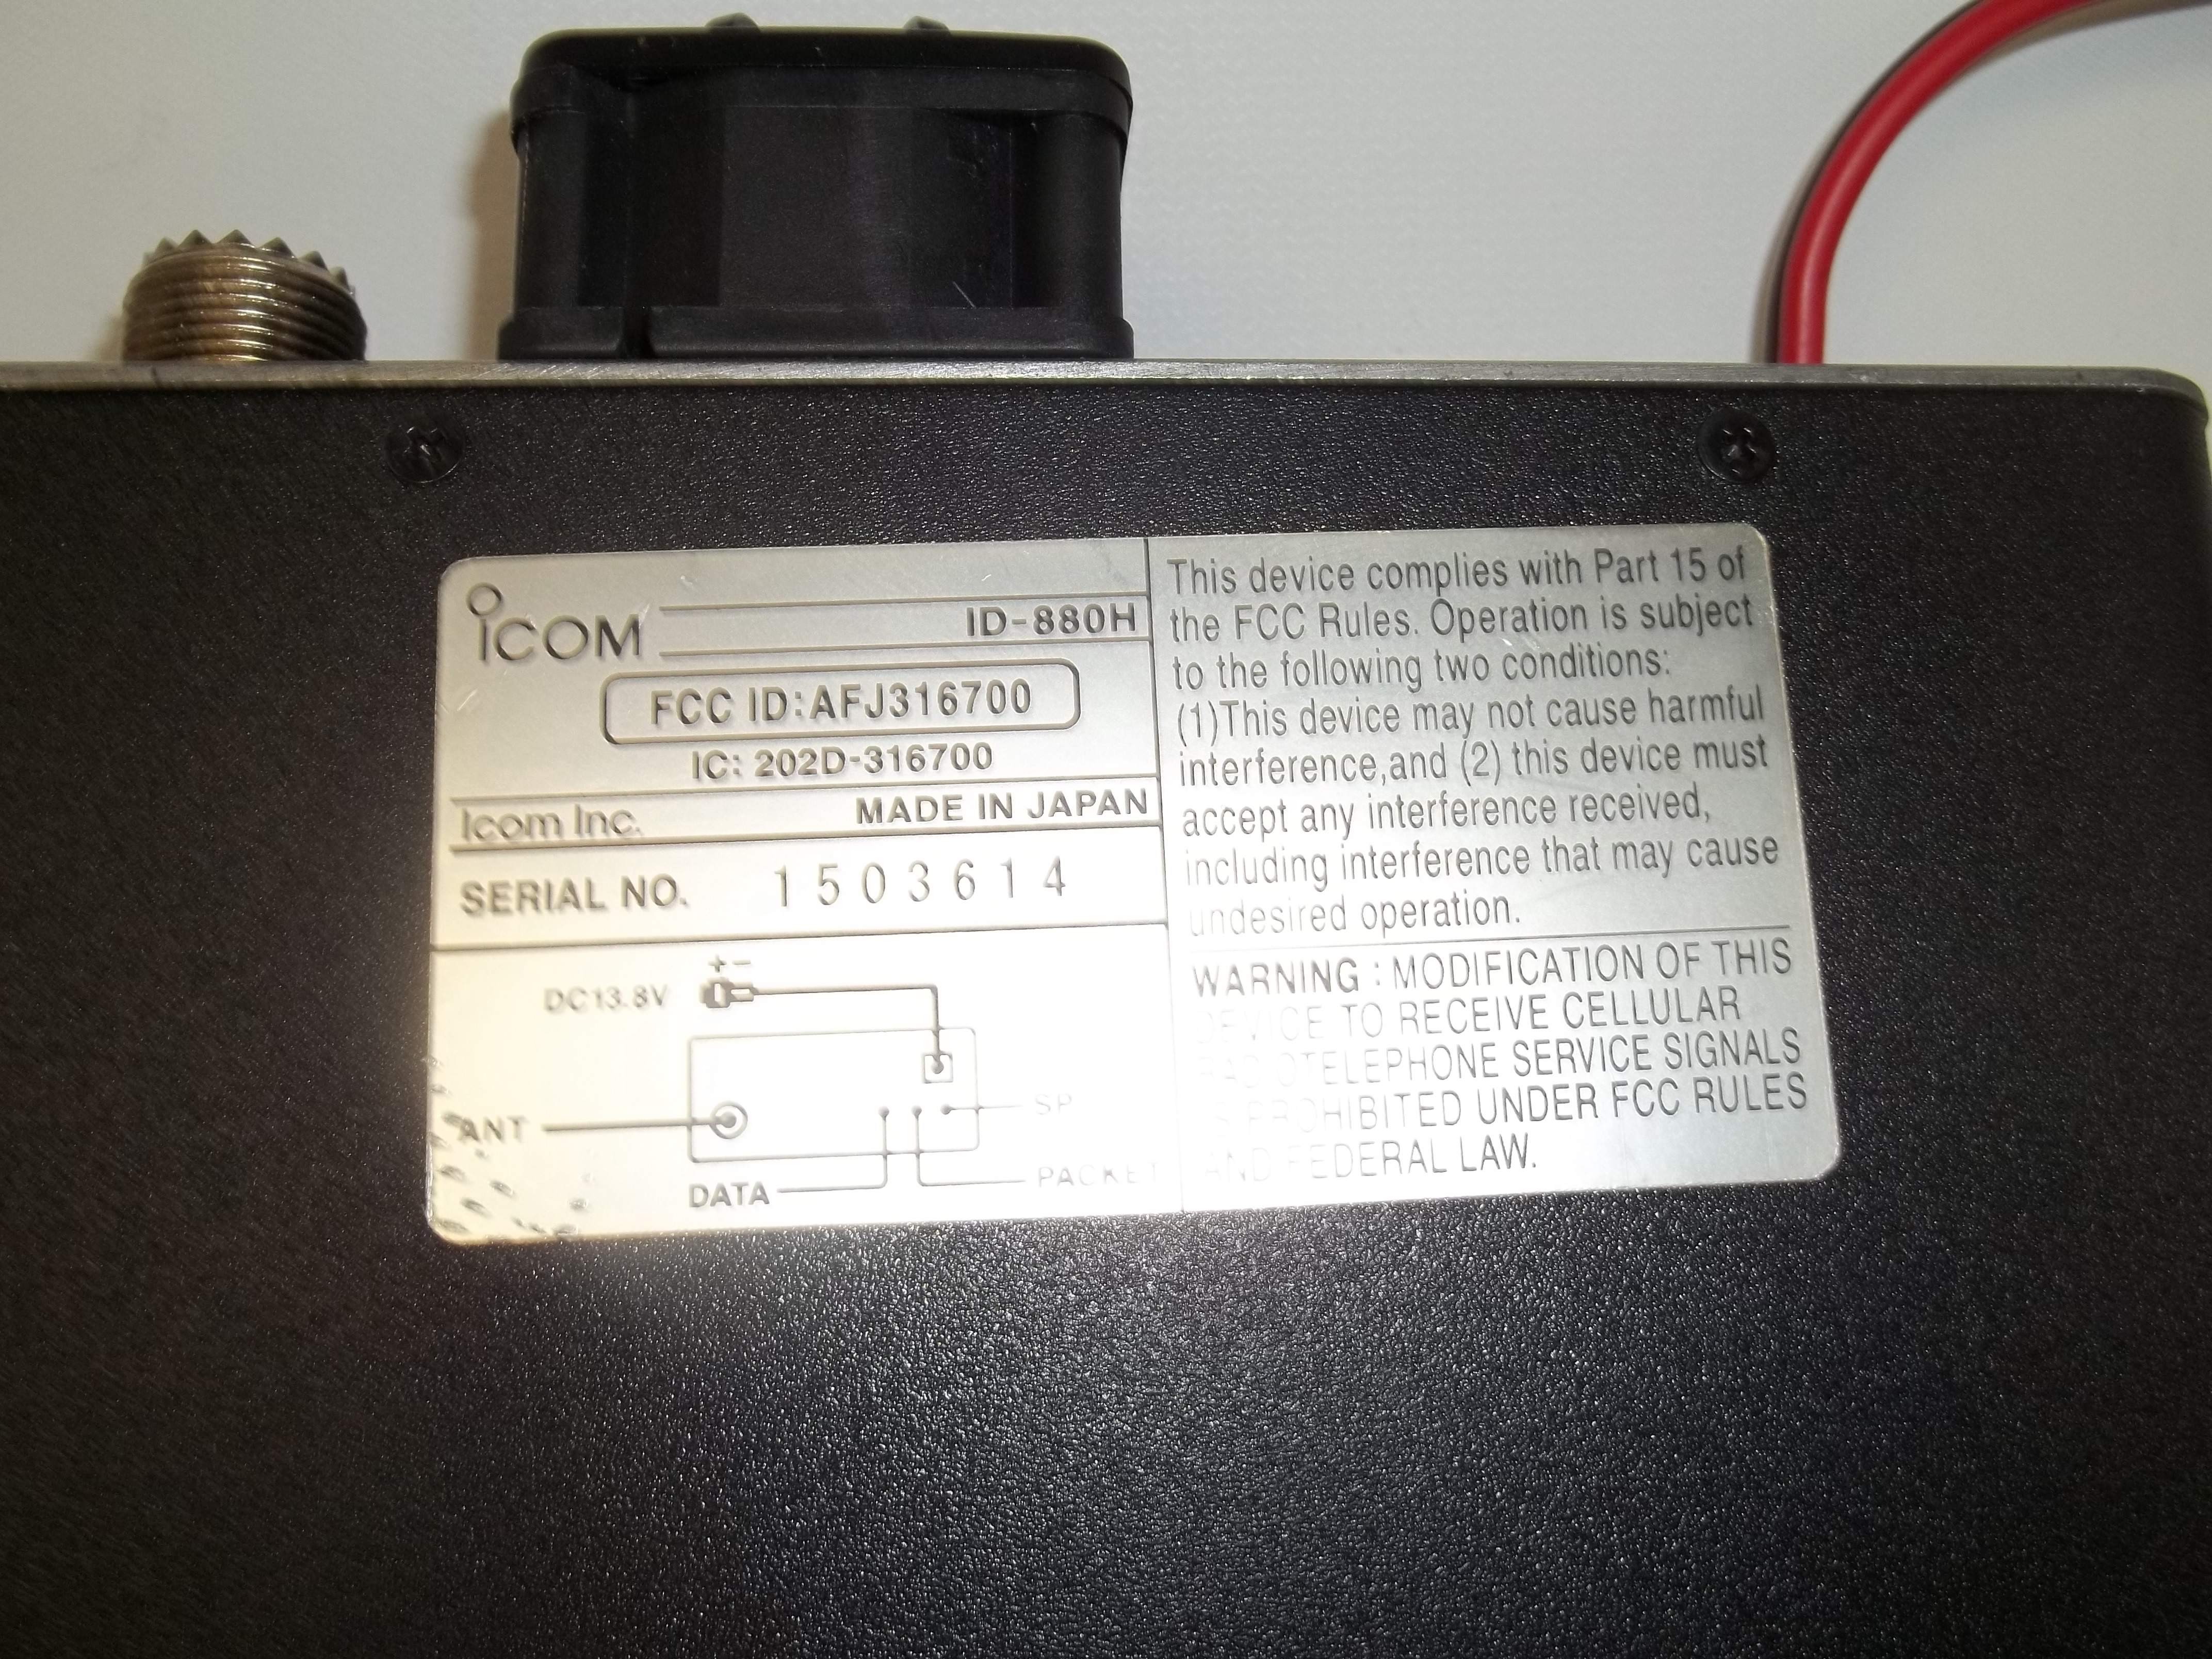 ICOM
ID-880H
FCC ID:AFJ316700
IC: 202D-316700
Icom Inc. MADE IN JAPAN
SERIAL NO. 1503614
+ -
DC13.8V
ANT
SP
PACKET
DATA
This device complies with Part 15 of
the FCC Rules. Operation is subject
to the following two conditions:
(1)This device may not cause harmful
interference,and (2) this device must
accept any interference received,
including interference that may cause
undesired operation.
WARNING : MODIFICATION OF THIS
DEVICE TO RECEIVE CELLULAR
RADIOTELEPHONE SERVICE SIGNALS
IS PROHIBITED UNDER FCC RULES
AND FEDERAL LAW.